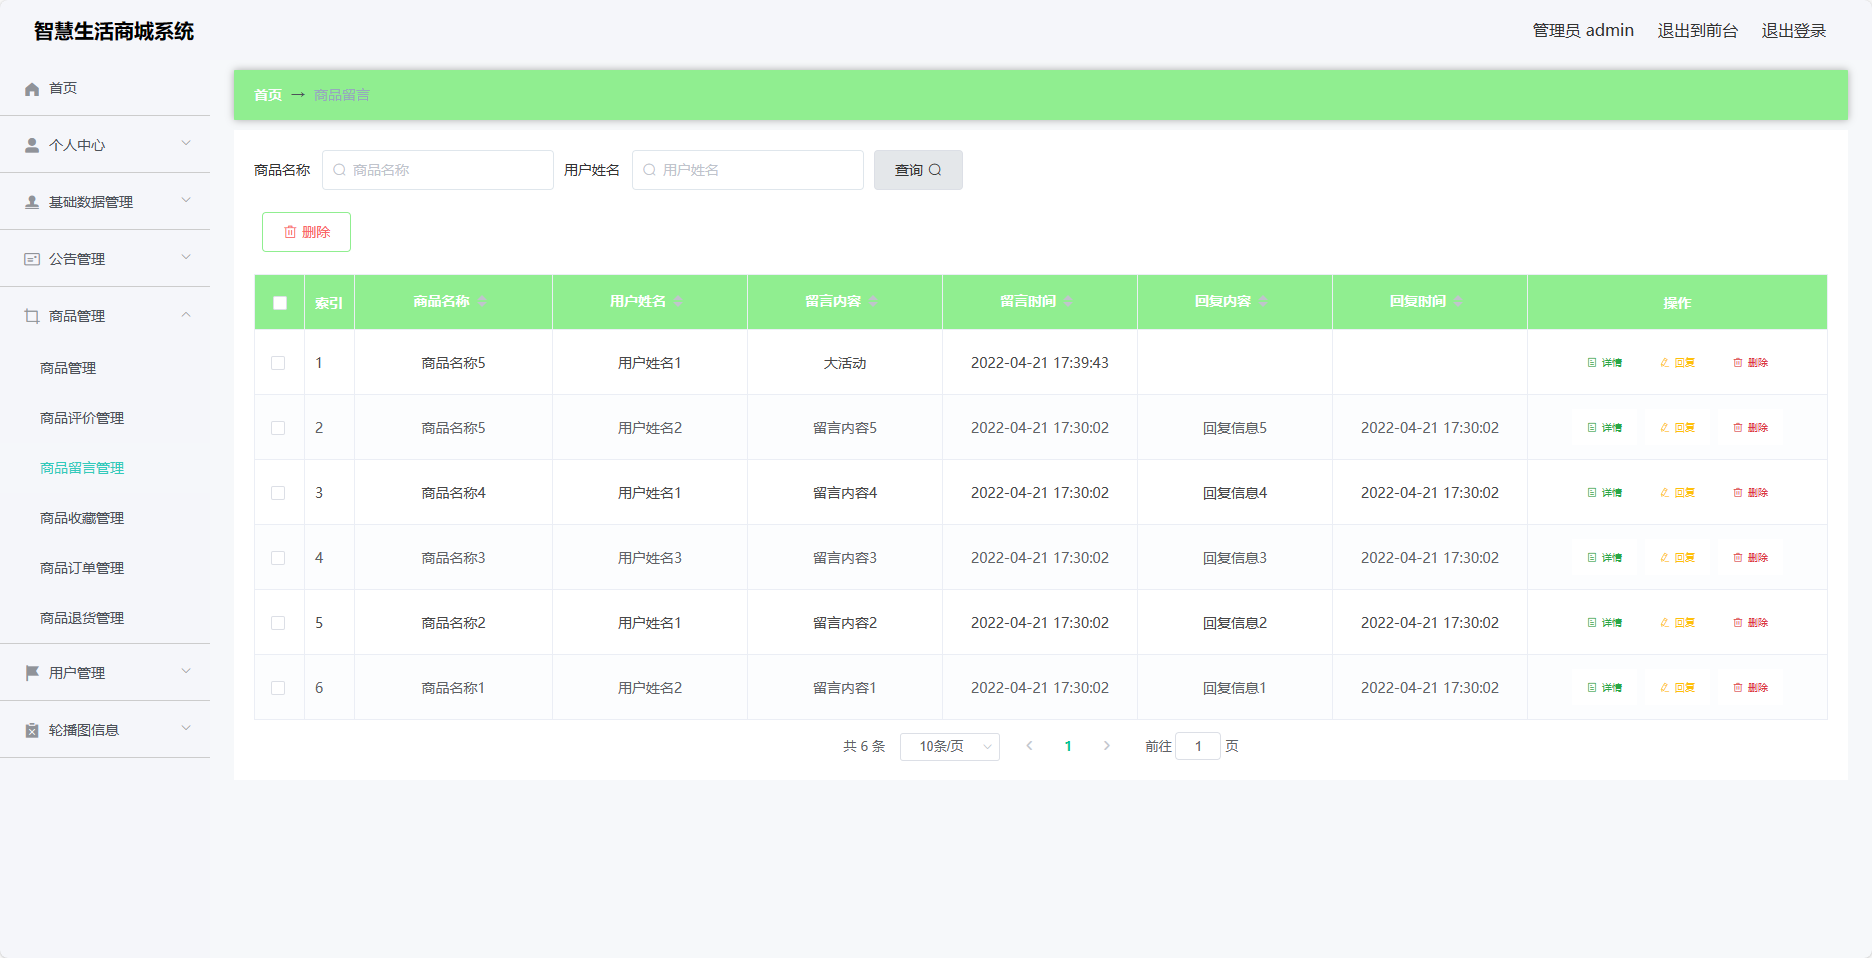 智慧生活商城系统
管理员 admin 退出到前台 退出登录
首页
个人中心
基础数据管理
公告管理
商品管理
商品管理
商品评价管理
商品留言管理
商品收藏管理
商品订单管理
商品退货管理
用户管理
轮播图信息
首页 → 商品留言
商品名称 商品名称 用户姓名 用户姓名 查询
删除
索引 商品名称 用户姓名 留言内容 留言时间 回复内容 回复时间 操作
1 商品名称5 用户姓名1 大活动 2022-04-21 17:39:43 详情 回复 删除
2 商品名称5 用户姓名2 留言内容5 2022-04-21 17:30:02 回复信息5 2022-04-21 17:30:02 详情 回复 删除
3 商品名称4 用户姓名1 留言内容4 2022-04-21 17:30:02 回复信息4 2022-04-21 17:30:02 详情 回复 删除
4 商品名称3 用户姓名3 留言内容3 2022-04-21 17:30:02 回复信息3 2022-04-21 17:30:02 详情 回复 删除
5 商品名称2 用户姓名1 留言内容2 2022-04-21 17:30:02 回复信息2 2022-04-21 17:30:02 详情 回复 删除
6 商品名称1 用户姓名2 留言内容1 2022-04-21 17:30:02 回复信息1 2022-04-21 17:30:02 详情 回复 删除
共 6 条 10条/页 1 前往 1 页